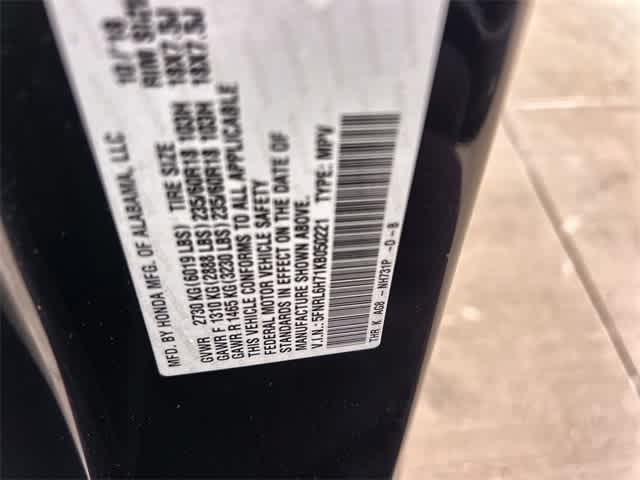 MFD. BY HONDA MFG. OF ALABAMA, LLC 10/18
GVWR 2730 KG (6019 LBS) TIRE SIZE RIM SIZE
GAWR F 1310 KG (2888 LBS) 235/60R18 103H 18X7.5J
GAWR R 1465 KG (3230 LBS) 235/60R18 103H 18X7.5J
THIS VEHICLE CONFORMS TO ALL APPLICABLE
FEDERAL MOTOR VEHICLE SAFETY
STANDARDS IN EFFECT ON THE DATE OF
MANUFACTURE SHOWN ABOVE.
V.I.N.: 5FNRL6H71KB050221 TYPE: MPV
THR K AG8 -NH731P -D -B